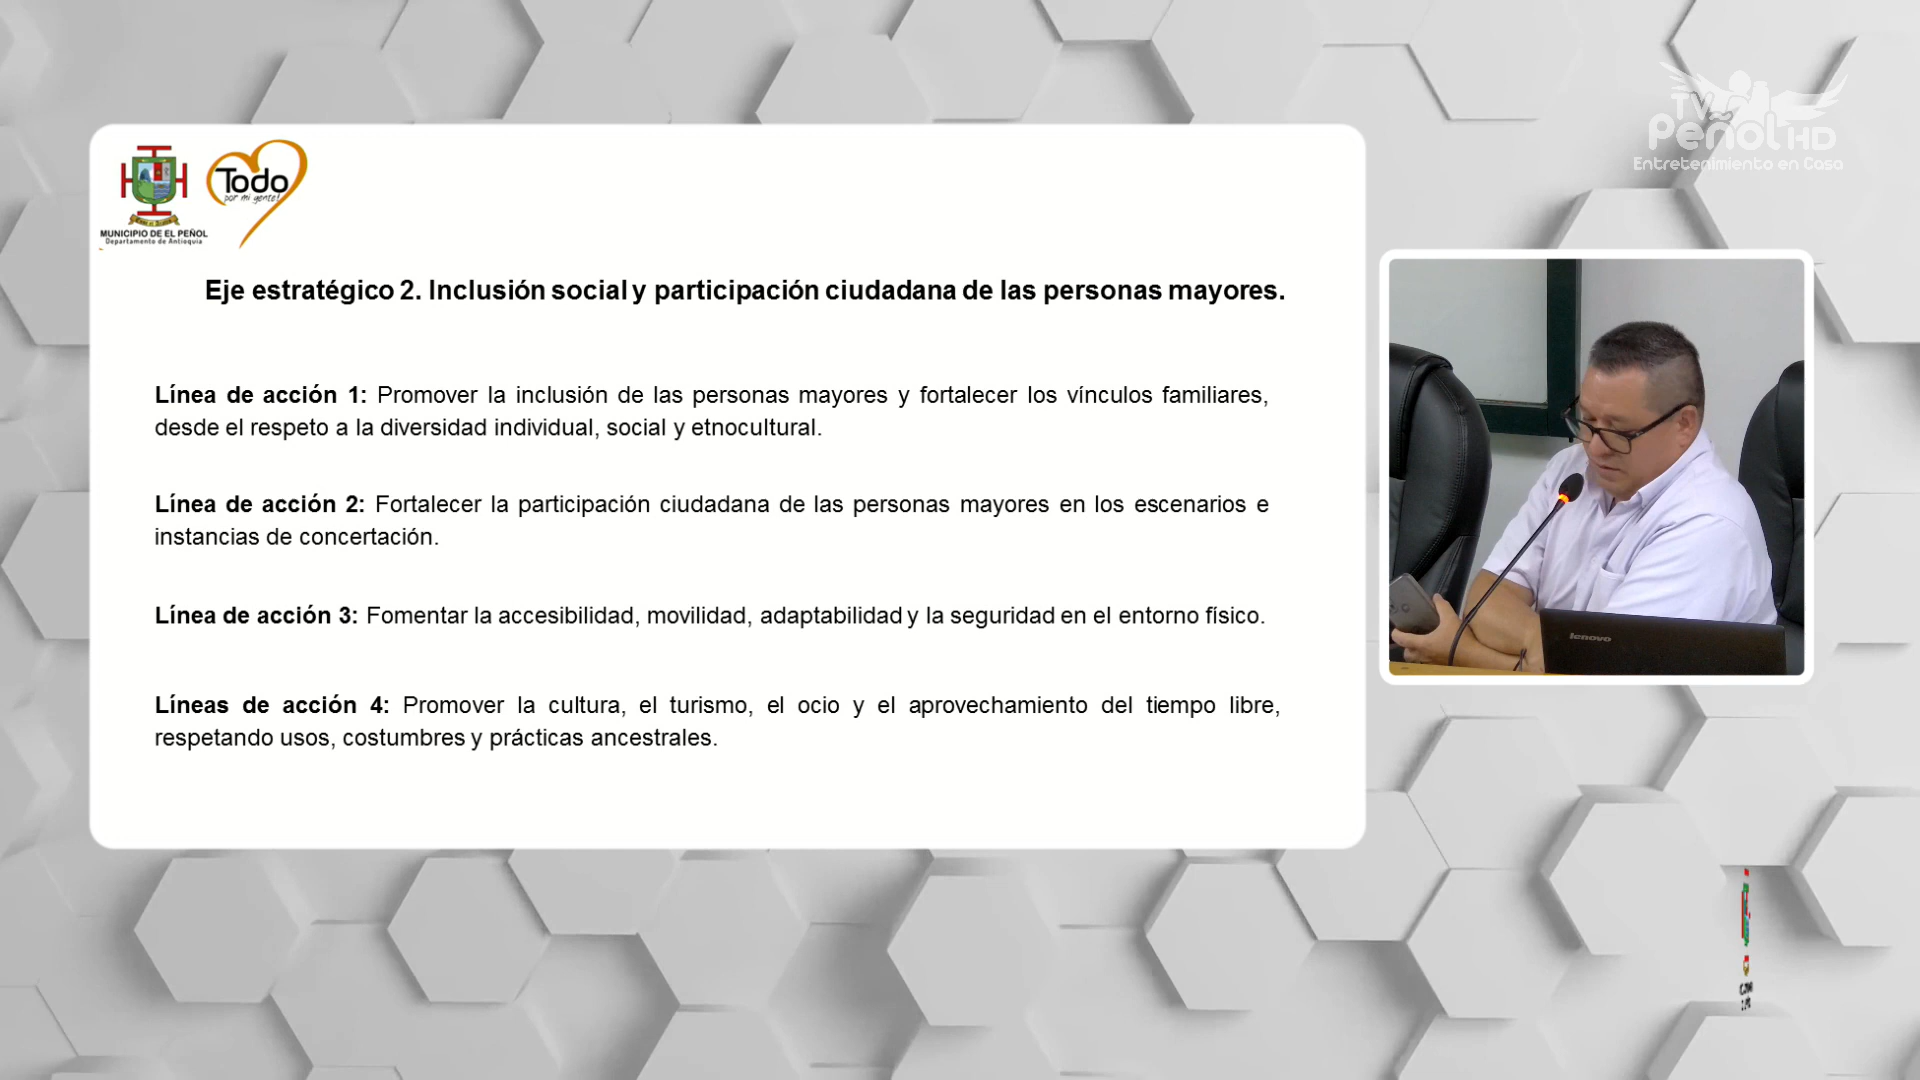 TV
Peñol HD
Entretenimiento en Casa
Todo
por mi gente!
MUNICIPIO DE EL PEÑOL
Departamento de Antioquia
Eje estratégico 2. Inclusión social y participación ciudadana de las personas mayores.
Línea de acción 1: Promover la inclusión de las personas mayores y fortalecer los vínculos familiares,
desde el respeto a la diversidad individual, social y etnocultural.
Línea de acción 2: Fortalecer la participación ciudadana de las personas mayores en los escenarios e
instancias de concertación.
Línea de acción 3: Fomentar la accesibilidad, movilidad, adaptabilidad y la seguridad en el entorno físico.
Líneas de acción 4: Promover la cultura, el turismo, el ocio y el aprovechamiento del tiempo libre,
respetando usos, costumbres y prácticas ancestrales.
lenovo